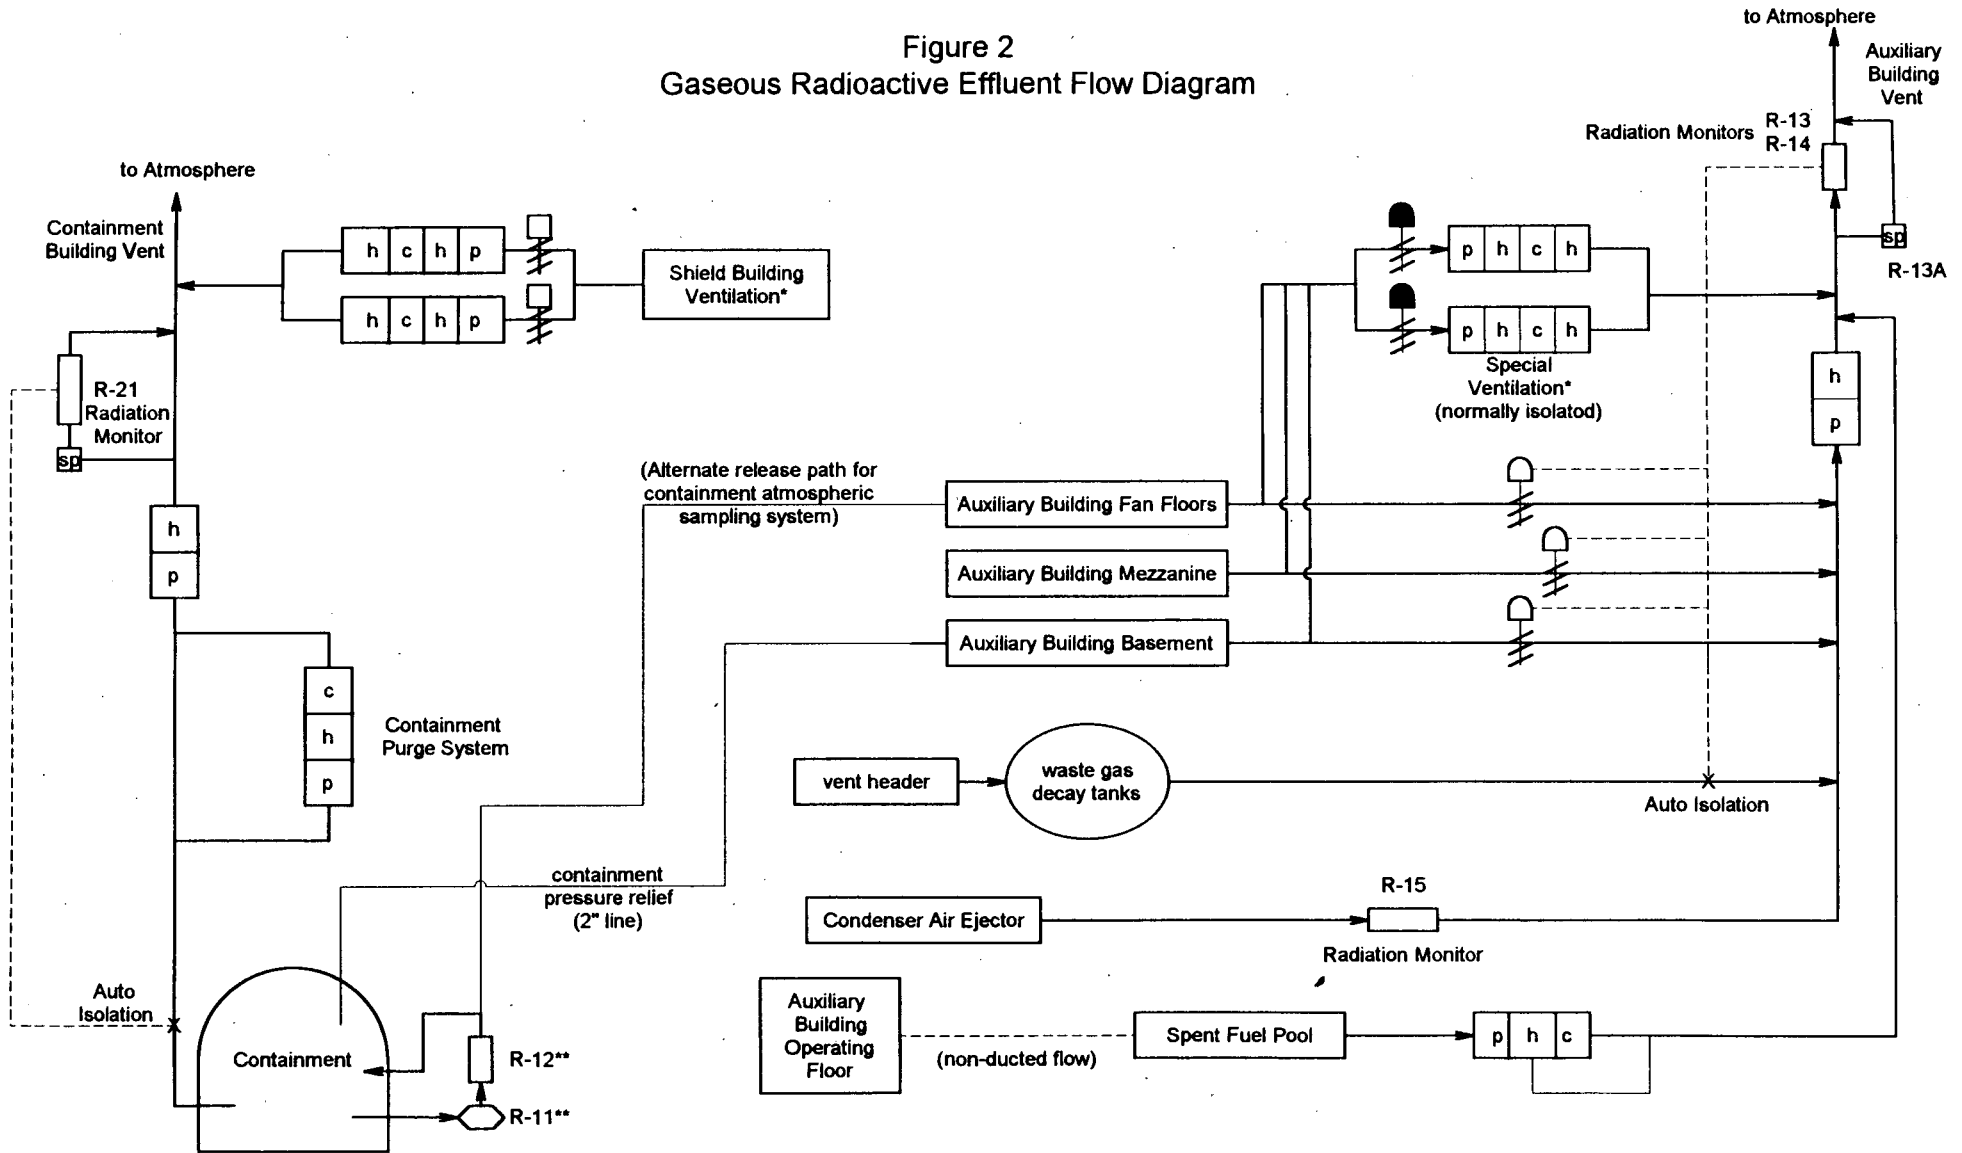 Figure 2
Gaseous Radioactive Effluent Flow Diagram
to Atmosphere
Auxiliary
Building
Vent
Radiation Monitors
R-13
R-14
sp
R-13A
to Atmosphere
Containment
Building Vent
h c h p
h c h p
Shield Building
Ventilation*
R-21
Radiation
Monitor
sp
p h c h
p h c h
Special
Ventilation*
(normally isolatod)
h
p
h
p
(Alternate release path for
containment atmospheric
sampling system)
Auxiliary Building Fan Floors
Auxiliary Building Mezzanine
Auxiliary Building Basement
c
h
p
Containment
Purge System
vent header
waste gas
decay tanks
Auto Isolation
containment
pressure relief
(2" line)
Condenser Air Ejector
R-15
Radiation Monitor
Auto
Isolation
Containment
R-12**
R-11**
Auxiliary
Building
Operating
Floor
(non-ducted flow)
Spent Fuel Pool
p h c